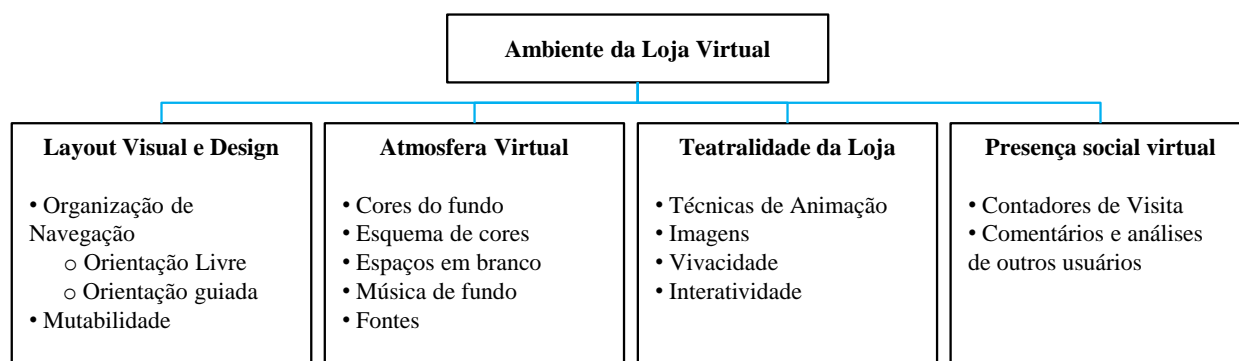 Ambiente da Loja Virtual
Layout Visual e Design
• Organização de
Navegação
o Orientação Livre
o Orientação guiada
• Mutabilidade
Atmosfera Virtual
• Cores do fundo
• Esquema de cores
• Espaços em branco
• Música de fundo
• Fontes
Teatralidade da Loja
• Técnicas de Animação
• Imagens
• Vivacidade
• Interatividade
Presença social virtual
• Contadores de Visita
• Comentários e análises
de outros usuários